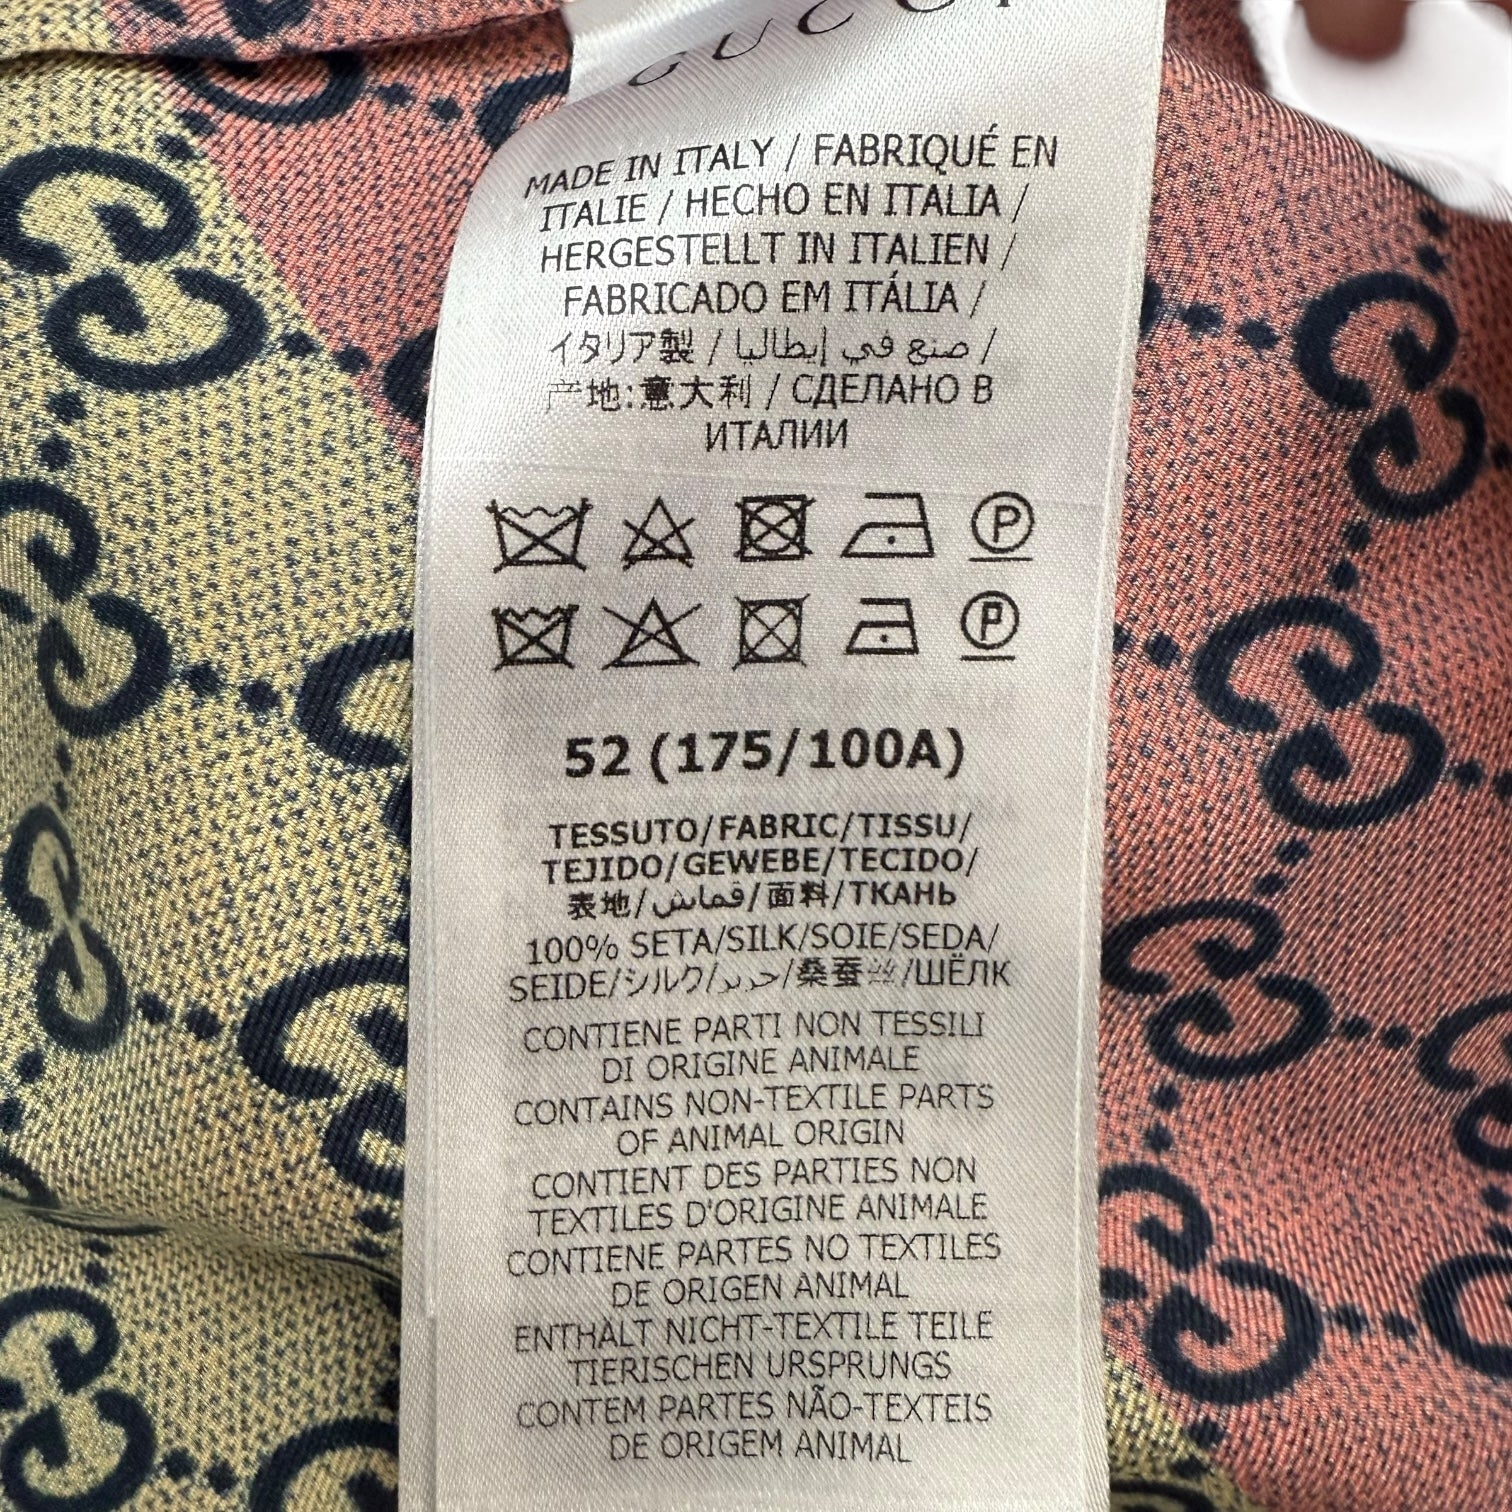 GUCCI
MADE IN ITALY / FABRIQUÉ EN
ITALIE / HECHO EN ITALIA /
HERGESTELLT IN ITALIEN /
FABRICADO EM ITÁLIA /
イタリア製 / صنع في إيطاليا /
产地:意大利 / СДЕЛАНО В
ИТАЛИИ
P
P
52 (175/100A)
TESSUTO/FABRIC/TISSU/
TEJIDO/GEWEBE/TECIDO/
表地/قماش/面料/ТКАНЬ
100% SETA/SILK/SOIE/SEDA/
SEIDE/シルク/حرير/桑蚕丝/ШЁЛК
CONTIENE PARTI NON TESSILI
DI ORIGINE ANIMALE
CONTAINS NON-TEXTILE PARTS
OF ANIMAL ORIGIN
CONTIENT DES PARTIES NON
TEXTILES D'ORIGINE ANIMALE
CONTIENE PARTES NO TEXTILES
DE ORIGEN ANIMAL
ENTHÄLT NICHT-TEXTILE TEILE
TIERISCHEN URSPRUNGS
CONTEM PARTES NÃO-TEXTEIS
DE ORIGEM ANIMAL